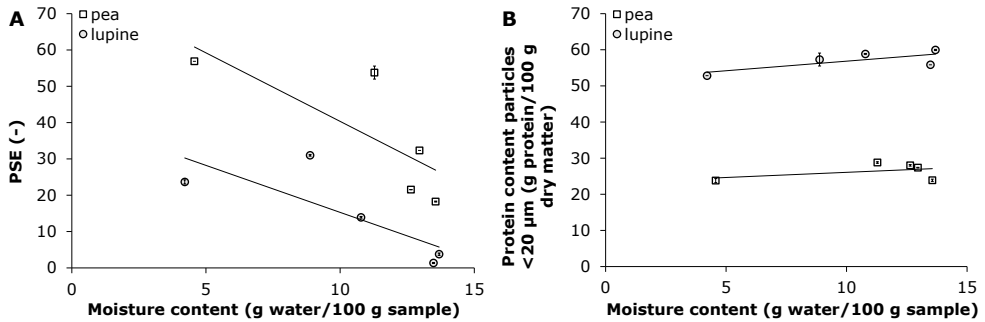 A
pea
lupine
70
60
50
40
30
20
10
0
PSE (-)
0 5 10 15
Moisture content (g water/100 g sample)
B
pea
lupine
70
60
50
40
30
20
10
0
Protein content particles
<20 µm (g protein/100 g
dry matter)
0 5 10 15
Moisture content (g water/100 g sample)